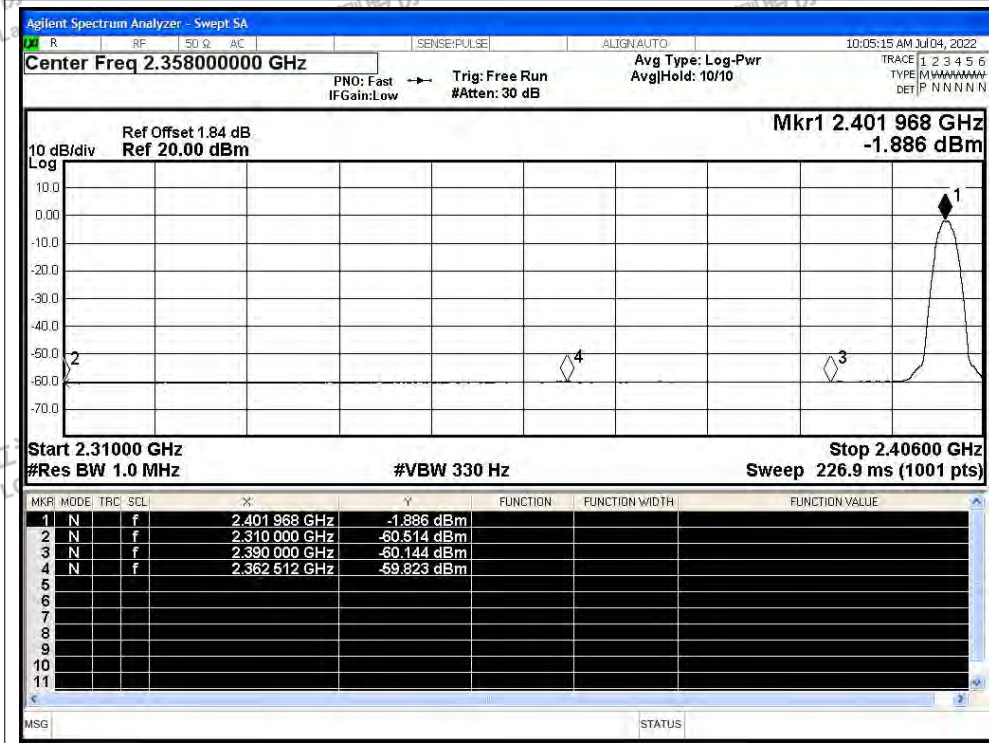 Agilent Spectrum Analyzer - Swept SA
LXI R RF 50 Ω AC SENSE:PULSE ALIGNAUTO 10:05:15 AM Jul 04, 2022
Center Freq 2.358000000 GHz
PNO: Fast
IFGain:Low
Trig: Free Run
#Atten: 30 dB
Avg Type: Log-Pwr
Avg|Hold: 10/10
TRACE 1 2 3 4 5 6
TYPE M W W W W W
DET P N N N N N
Mkr1 2.401 968 GHz
-1.886 dBm
Ref Offset 1.84 dB
10 dB/div Ref 20.00 dBm
Log
10.0
0.00
-10.0
-20.0
-30.0
-40.0
-50.0
-60.0
-70.0
1
2
4
3
Start 2.31000 GHz Stop 2.40600 GHz
#Res BW 1.0 MHz #VBW 330 Hz Sweep 226.9 ms (1001 pts)
MKR MODE TRC SCL X Y FUNCTION FUNCTION WIDTH FUNCTION VALUE
1 N f 2.401 968 GHz -1.886 dBm
2 N f 2.310 000 GHz -60.514 dBm
3 N f 2.390 000 GHz -60.144 dBm
4 N f 2.362 512 GHz -59.823 dBm
5
6
7
8
9
10
11
MSG STATUS